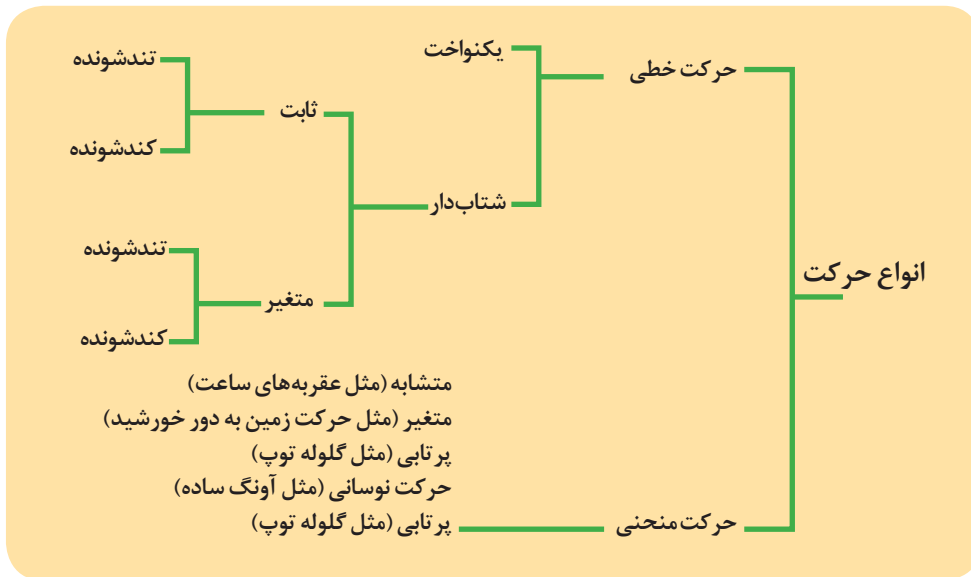 انواع حرکت
حرکت خطی
یکنواخت
شتاب‌دار
ثابت
تندشونده
کندشونده
متغیر
تندشونده
کندشونده
حرکت منحنی
متشابه (مثل عقربه‌های ساعت)
متغیر (مثل حرکت زمین به دور خورشید)
پرتابی (مثل گلوله توپ)
حرکت نوسانی (مثل آونگ ساده)
پرتابی (مثل گلوله توپ)